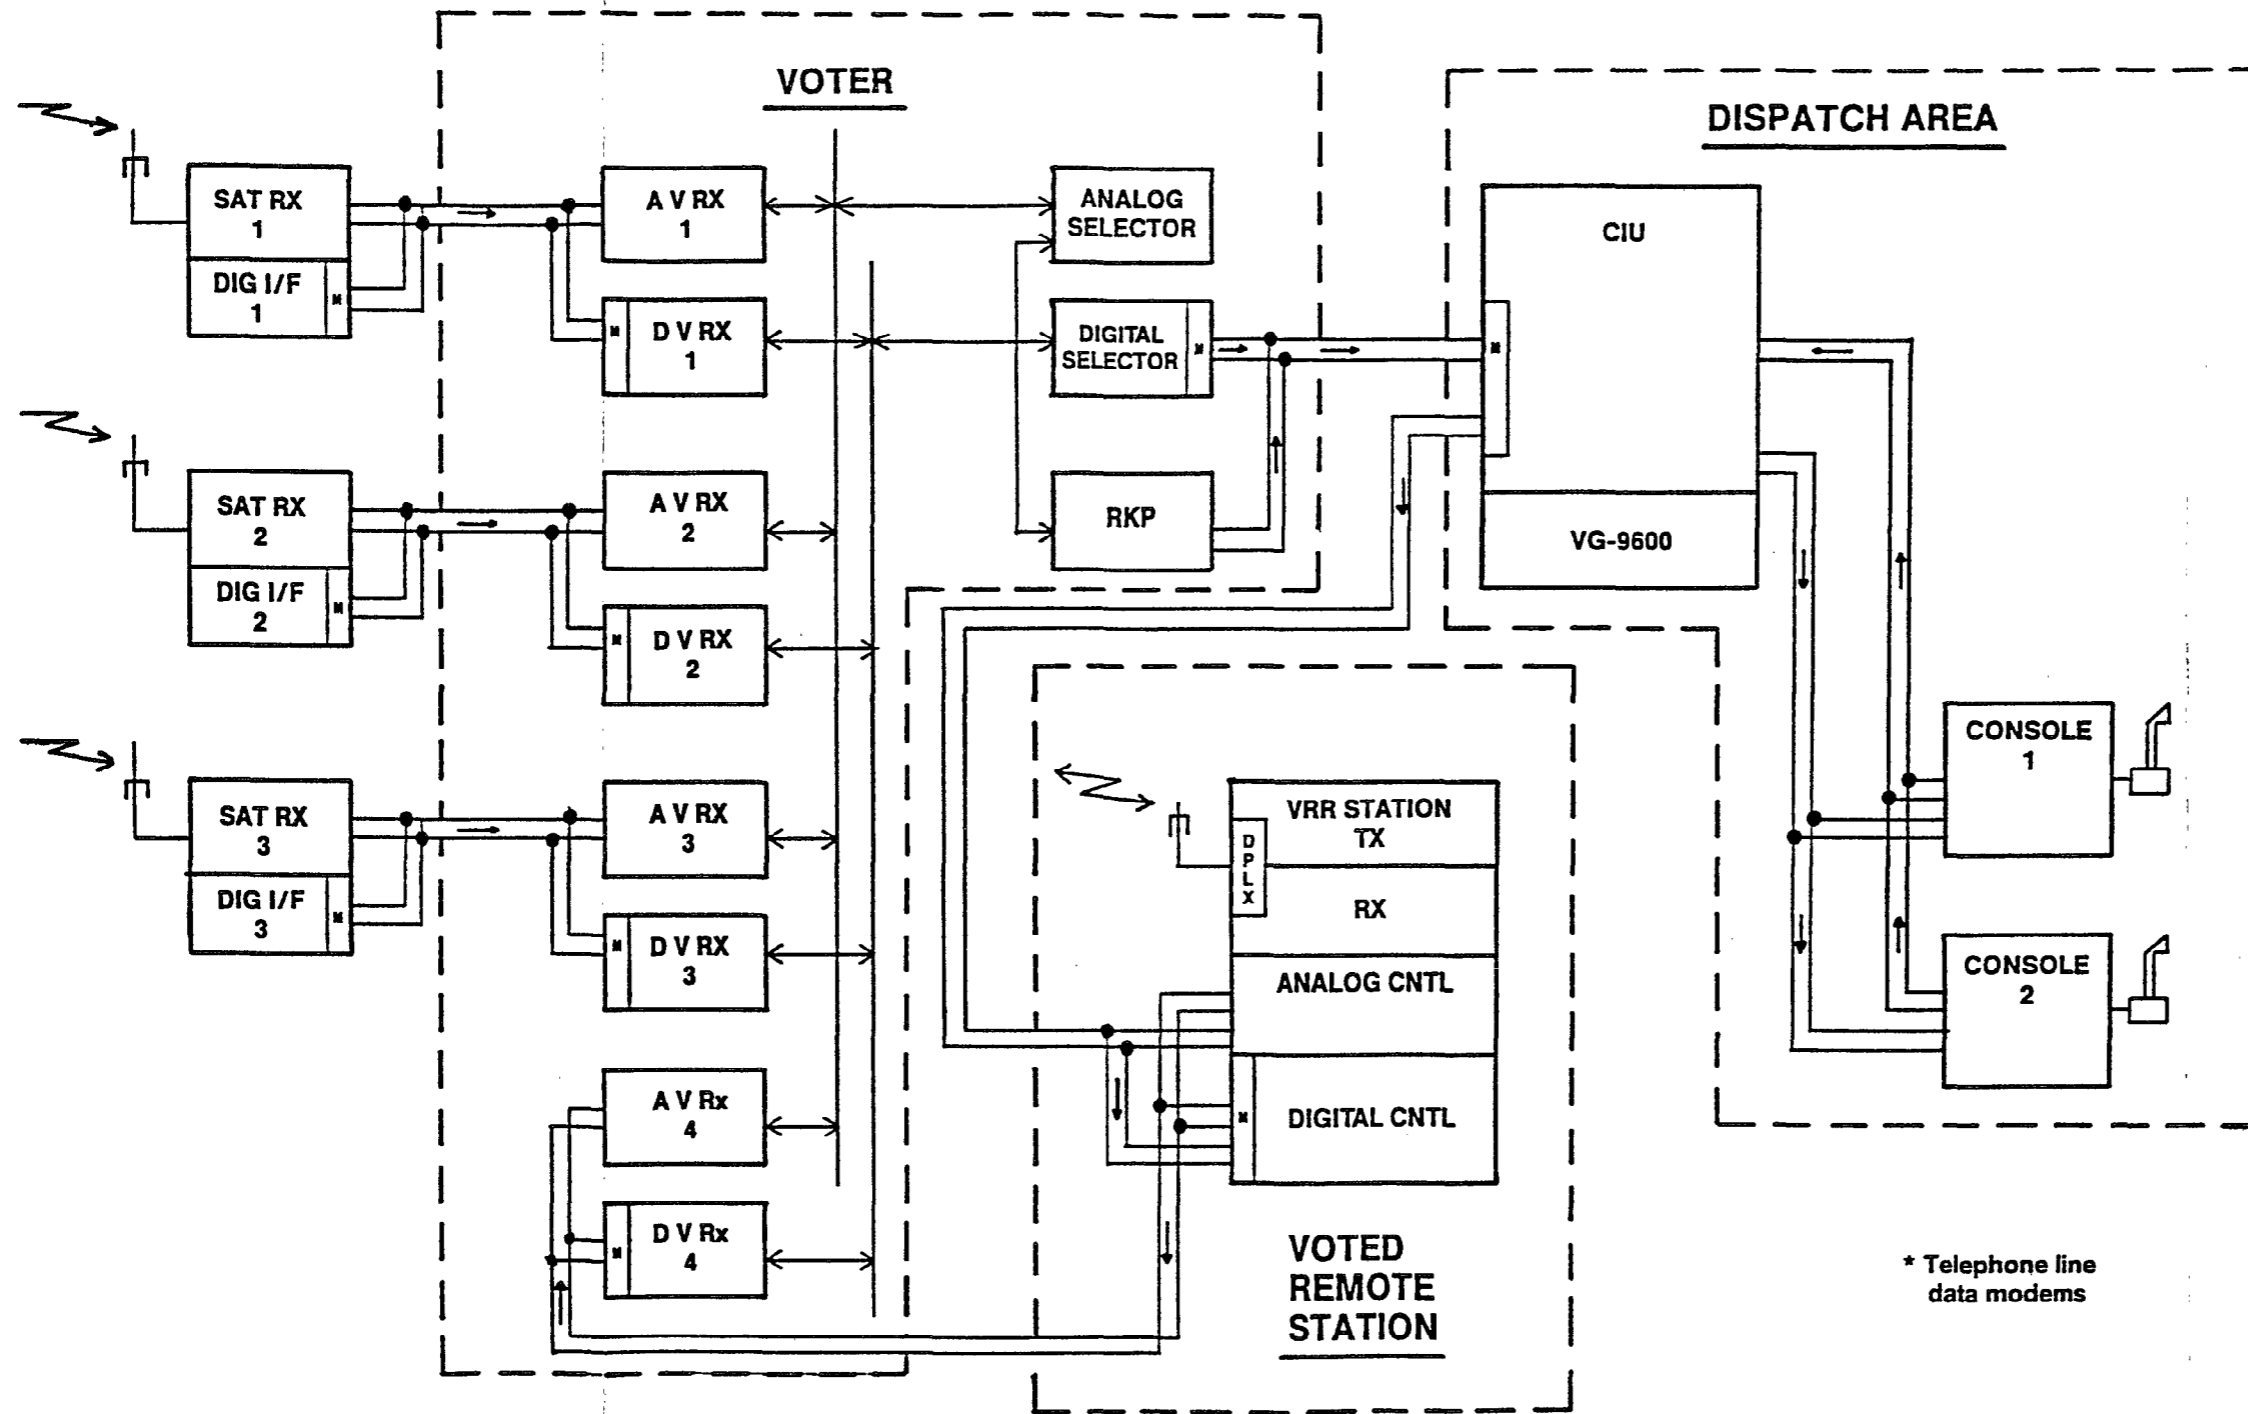 VOTER
DISPATCH AREA
SAT RX
1
DIG I/F
1
*
A V RX
1
*
D V RX
1
ANALOG
SELECTOR
DIGITAL
SELECTOR
*
RKP
CIU
*
VG-9600
SAT RX
2
DIG I/F
2
*
A V RX
2
*
D V RX
2
SAT RX
3
DIG I/F
3
*
A V RX
3
*
D V RX
3
A V Rx
4
*
D V Rx
4
VRR STATION
TX
DPLX
RX
ANALOG CNTL
*
DIGITAL CNTL
VOTED
REMOTE
STATION
CONSOLE
1
CONSOLE
2
* Telephone line
data modems